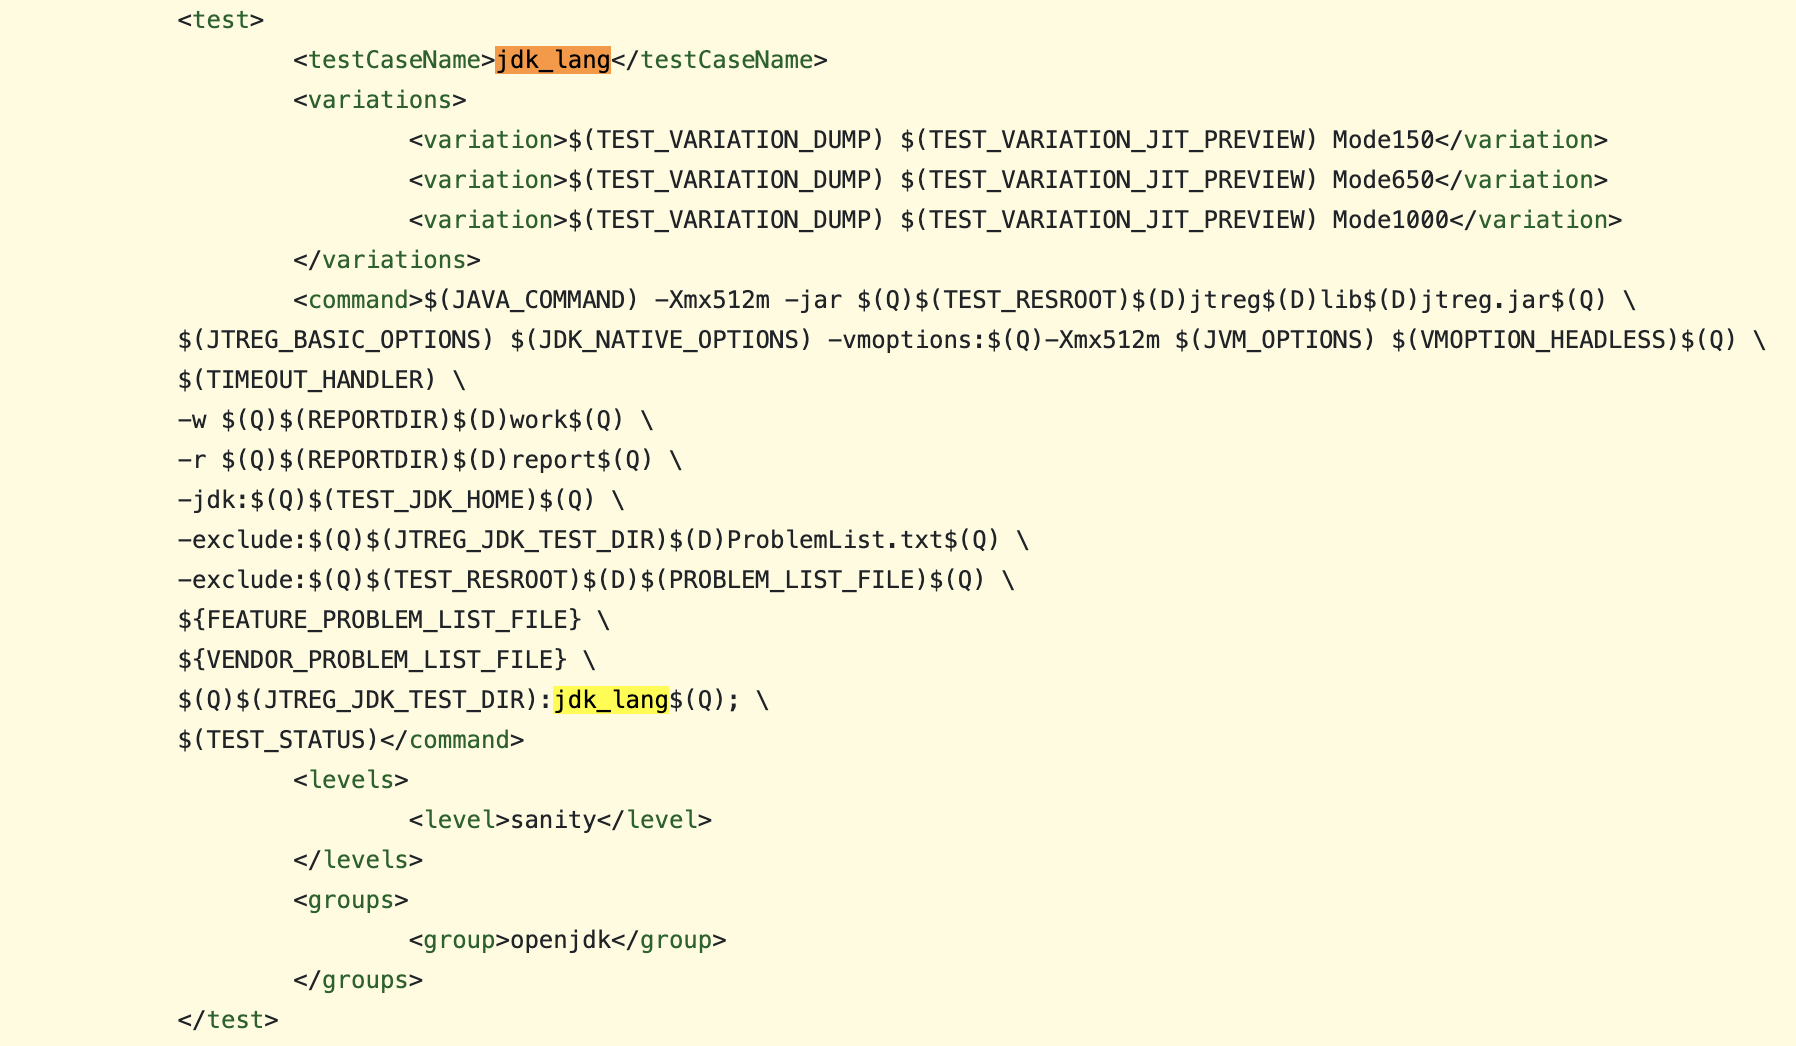 <test>
<testCaseName>jdk_lang</testCaseName>
<variations>
<variation>$(TEST_VARIATION_DUMP) $(TEST_VARIATION_JIT_PREVIEW) Mode150</variation>
<variation>$(TEST_VARIATION_DUMP) $(TEST_VARIATION_JIT_PREVIEW) Mode650</variation>
<variation>$(TEST_VARIATION_DUMP) $(TEST_VARIATION_JIT_PREVIEW) Mode1000</variation>
</variations>
<command>$(JAVA_COMMAND) -Xmx512m -jar $(Q)$(TEST_RESROOT)$(D)jtreg$(D)lib$(D)jtreg.jar$(Q) \
$(JTREG_BASIC_OPTIONS) $(JDK_NATIVE_OPTIONS) -vmoptions:$(Q)-Xmx512m $(JVM_OPTIONS) $(VMOPTION_HEADLESS)$(Q) \
$(TIMEOUT_HANDLER) \
-w $(Q)$(REPORTDIR)$(D)work$(Q) \
-r $(Q)$(REPORTDIR)$(D)report$(Q) \
-jdk:$(Q)$(TEST_JDK_HOME)$(Q) \
-exclude:$(Q)$(JTREG_JDK_TEST_DIR)$(D)ProblemList.txt$(Q) \
-exclude:$(Q)$(TEST_RESROOT)$(D)$(PROBLEM_LIST_FILE)$(Q) \
${FEATURE_PROBLEM_LIST_FILE} \
${VENDOR_PROBLEM_LIST_FILE} \
$(Q)$(JTREG_JDK_TEST_DIR):jdk_lang$(Q); \
$(TEST_STATUS)</command>
<levels>
<level>sanity</level>
</levels>
<groups>
<group>openjdk</group>
</groups>
</test>